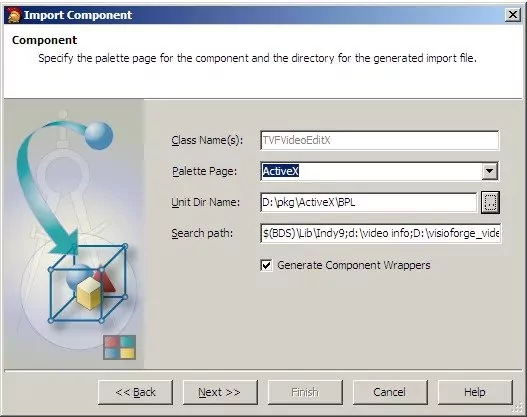 Import Component
Component
Specify the palette page for the component and the directory for the generated import file.
Class Name(s):
TVFVideoEditX
Palette Page:
ActiveX
Unit Dir Name:
D:\pkg\ActiveX\BPL
...
Search path:
$(BDS)\Lib\Indy9;d:\video info;D:\visioforge_vide
Generate Component Wrappers
<< Back
Next >>
Finish
Cancel
Help